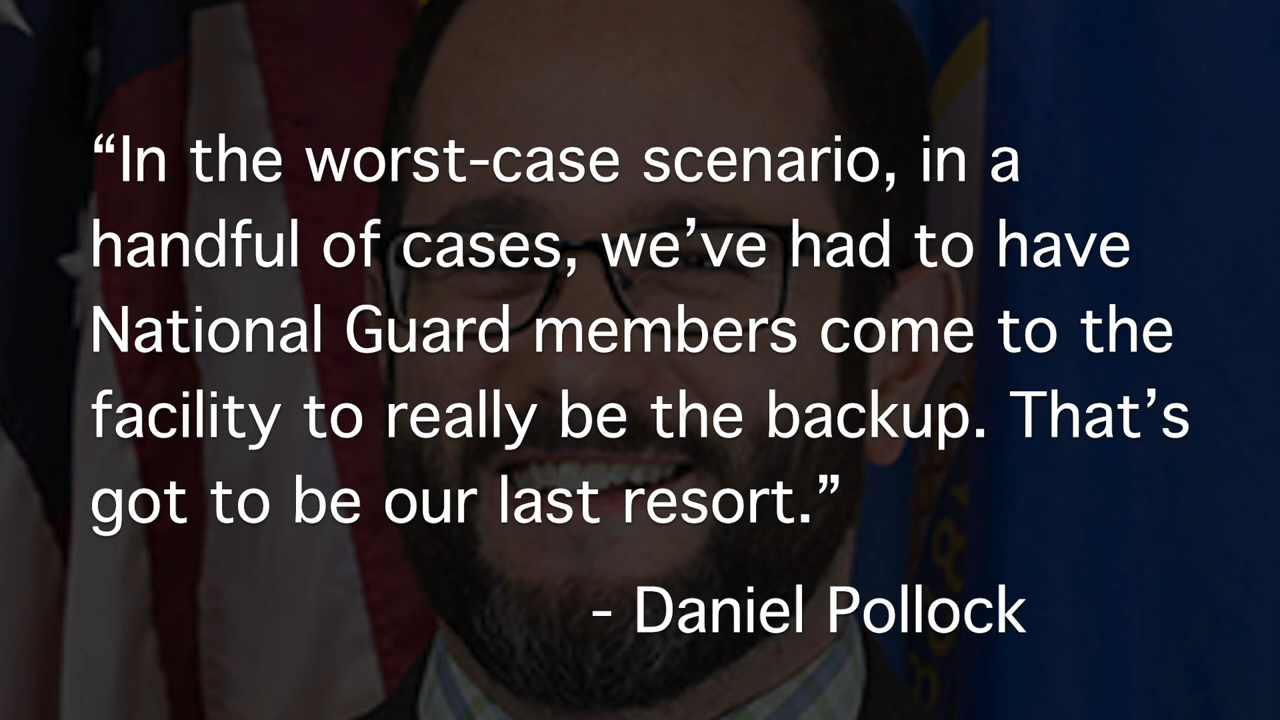 “In the worst-case scenario, in a
handful of cases, we’ve had to have
National Guard members come to the
facility to really be the backup. That’s
got to be our last resort.”
- Daniel Pollock